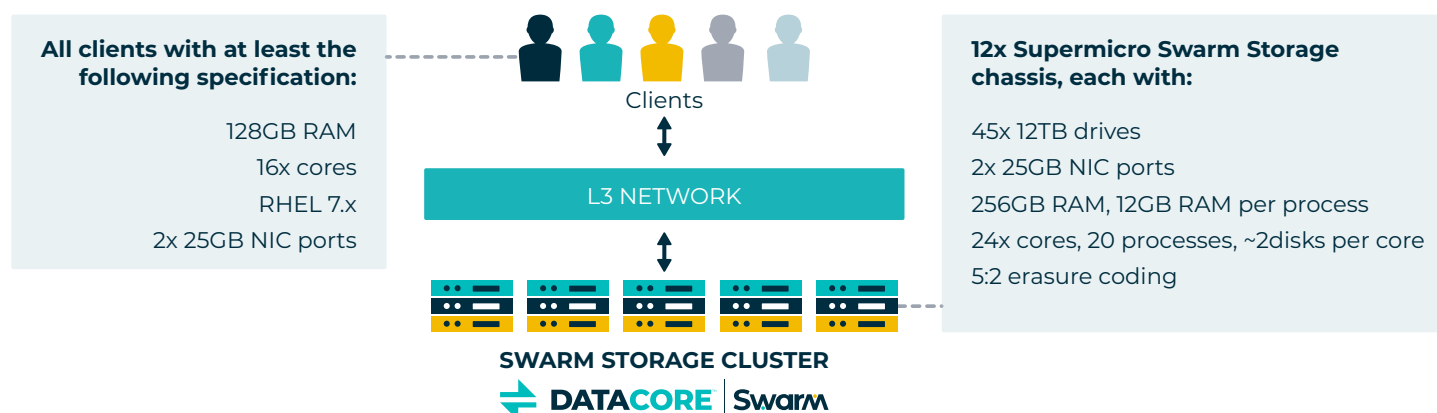 All clients with at least the
following specification:
128GB RAM
16x cores
RHEL 7.x
2x 25GB NIC ports
Clients
L3 NETWORK
12x Supermicro Swarm Storage
chassis, each with:
45x 12TB drives
2x 25GB NIC ports
256GB RAM, 12GB RAM per process
24x cores, 20 processes, ~2disks per core
5:2 erasure coding
SWARM STORAGE CLUSTER
DATACORE Swarm